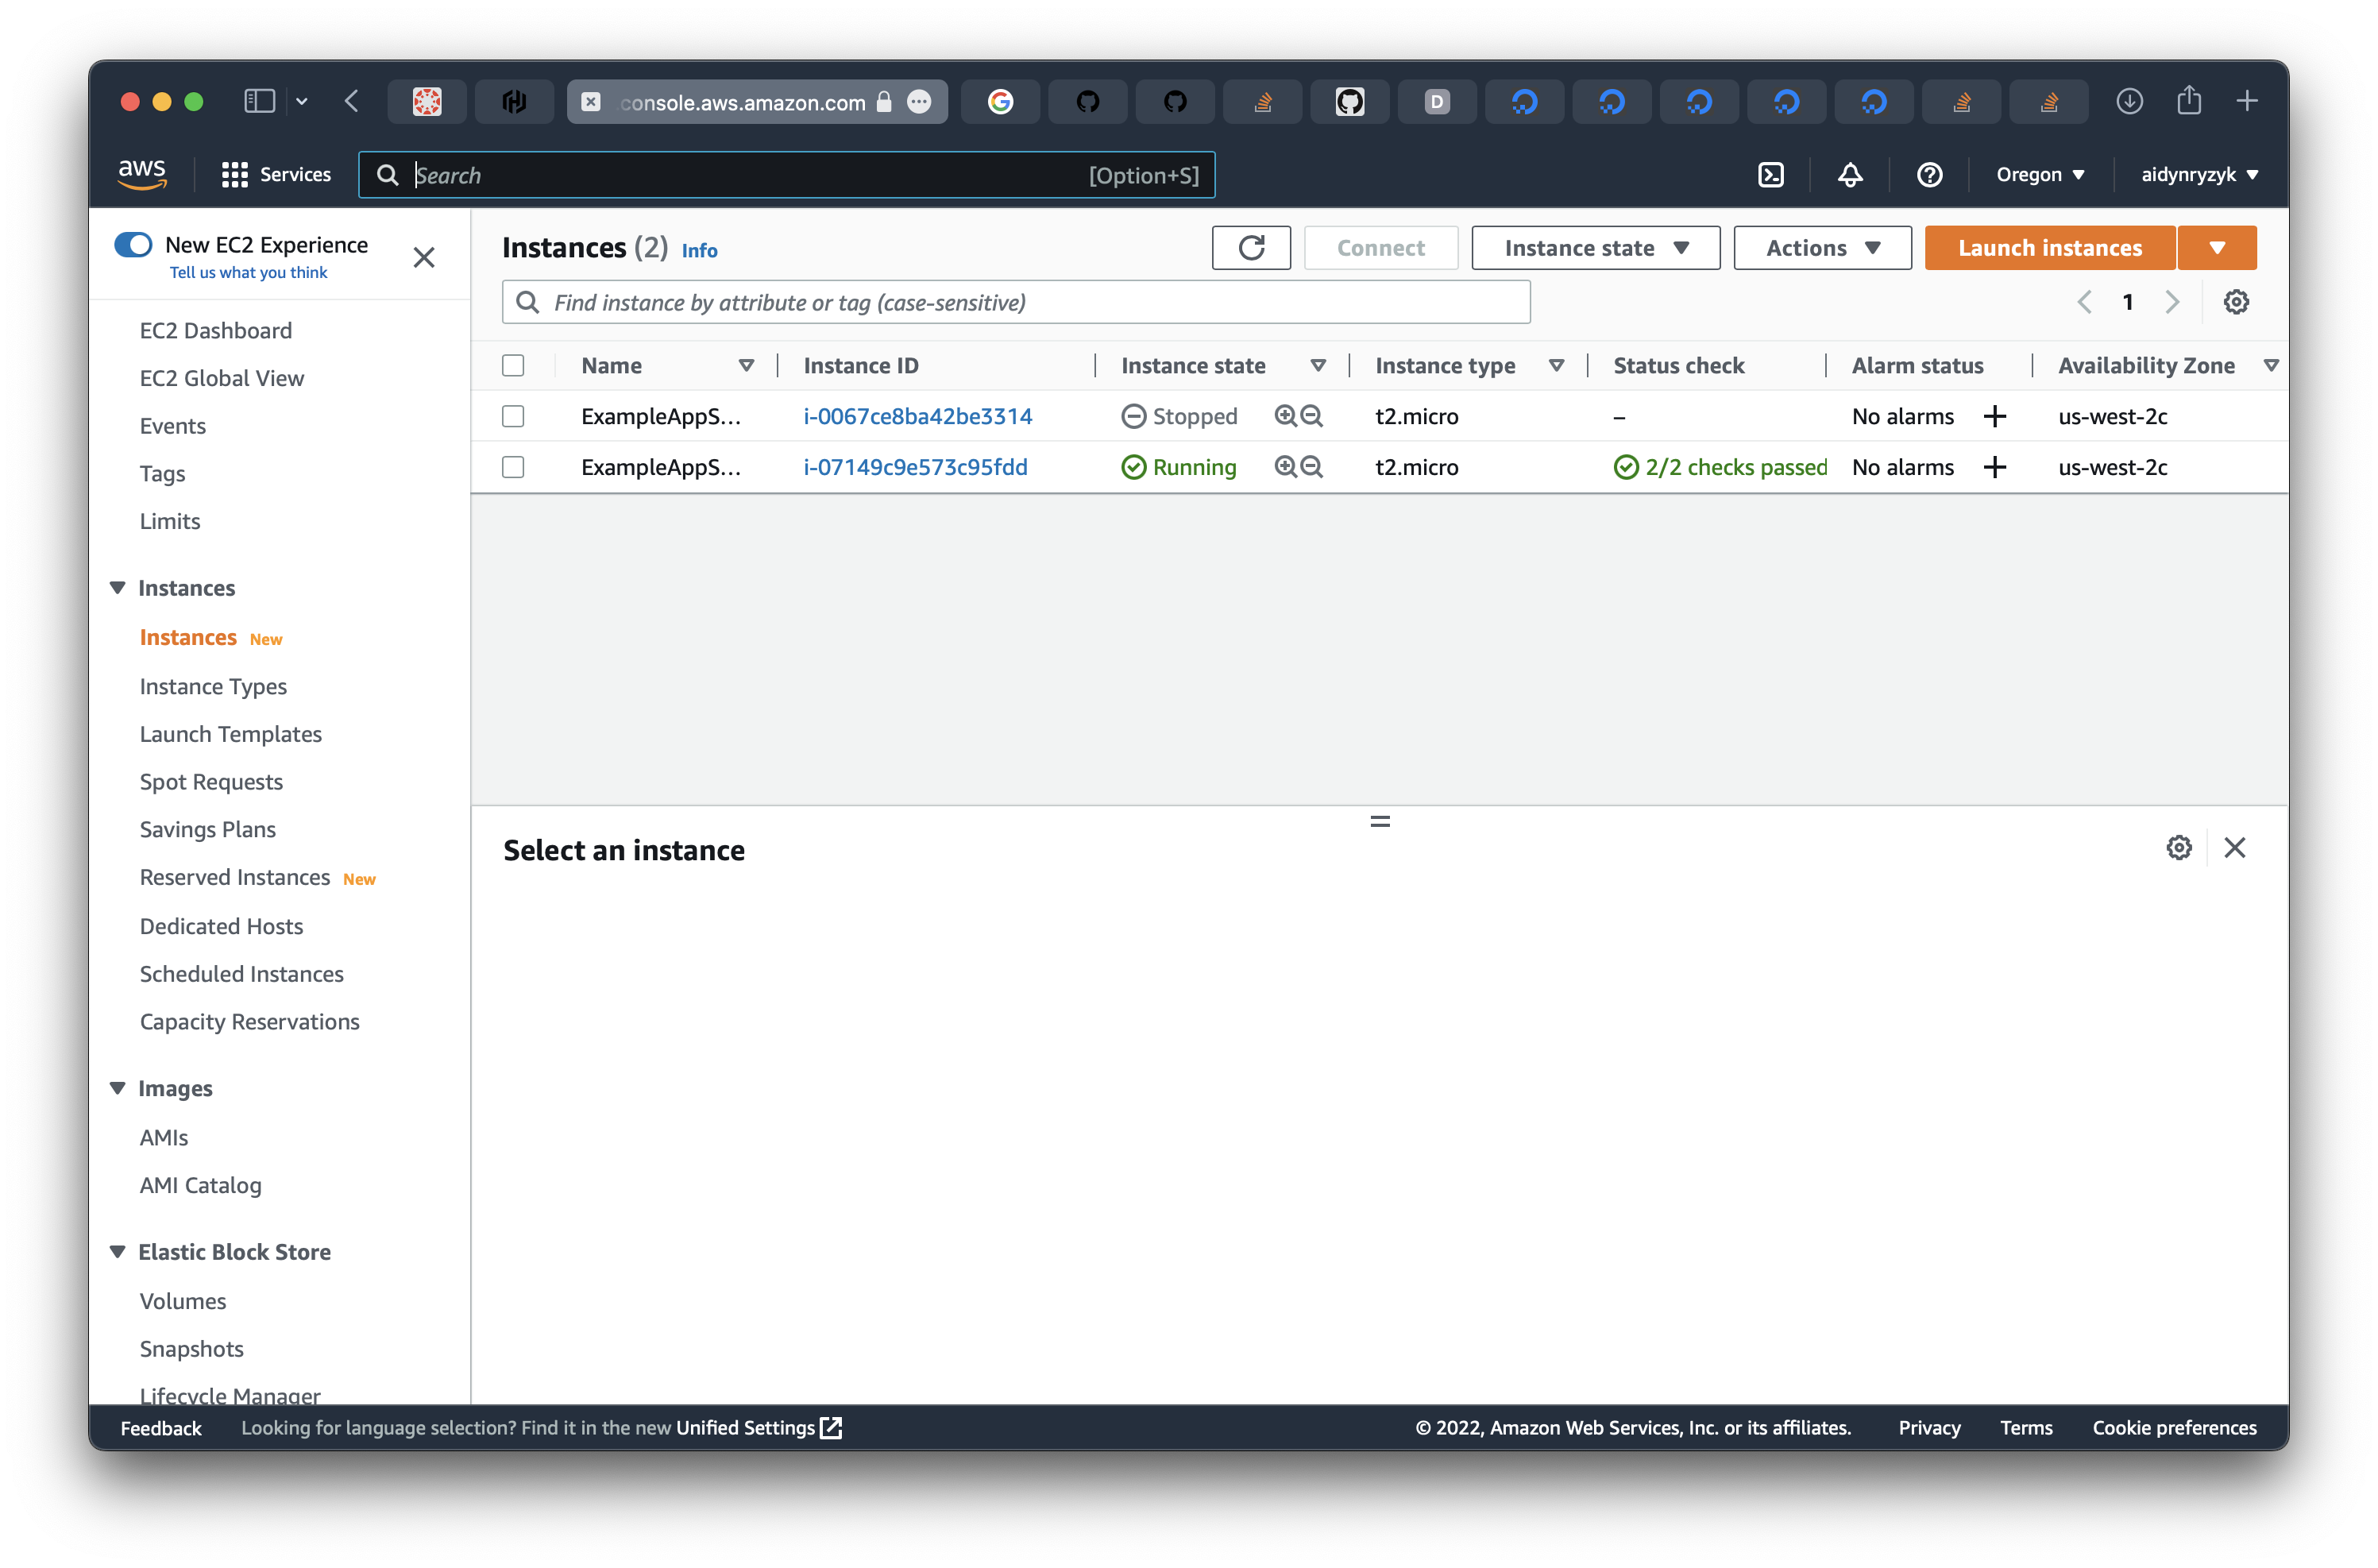 console.aws.amazon.com
D
aws Services Search [Option+S] Oregon aidynryzyk
New EC2 Experience
Tell us what you think
EC2 Dashboard
EC2 Global View
Events
Tags
Limits
Instances
Instances New
Instance Types
Launch Templates
Spot Requests
Savings Plans
Reserved Instances New
Dedicated Hosts
Scheduled Instances
Capacity Reservations
Images
AMIs
AMI Catalog
Elastic Block Store
Volumes
Snapshots
Lifecycle Manager
Instances (2) Info Connect Instance state Actions Launch instances
Find instance by attribute or tag (case-sensitive) 1
Name Instance ID Instance state Instance type Status check Alarm status Availability Zone
ExampleAppS... i-0067ce8ba42be3314 Stopped t2.micro – No alarms + us-west-2c
ExampleAppS... i-07149c9e573c95fdd Running t2.micro 2/2 checks passed No alarms + us-west-2c
Select an instance
Feedback Looking for language selection? Find it in the new Unified Settings © 2022, Amazon Web Services, Inc. or its affiliates. Privacy Terms Cookie preferences